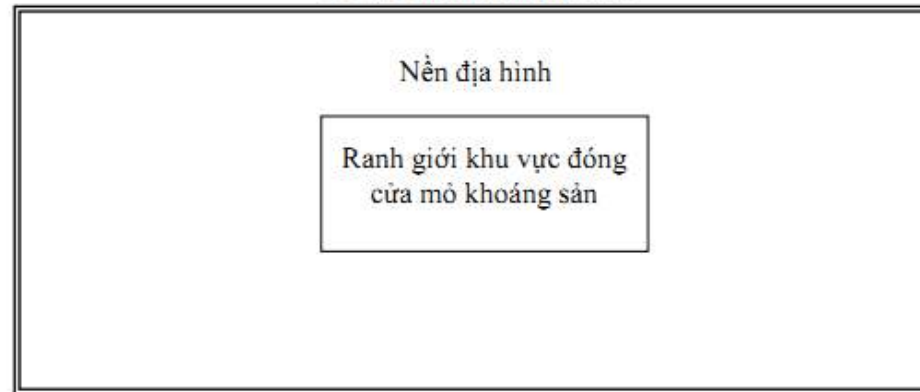 Nền địa hình
Ranh giới khu vực đóng
cửa mỏ khoáng sản